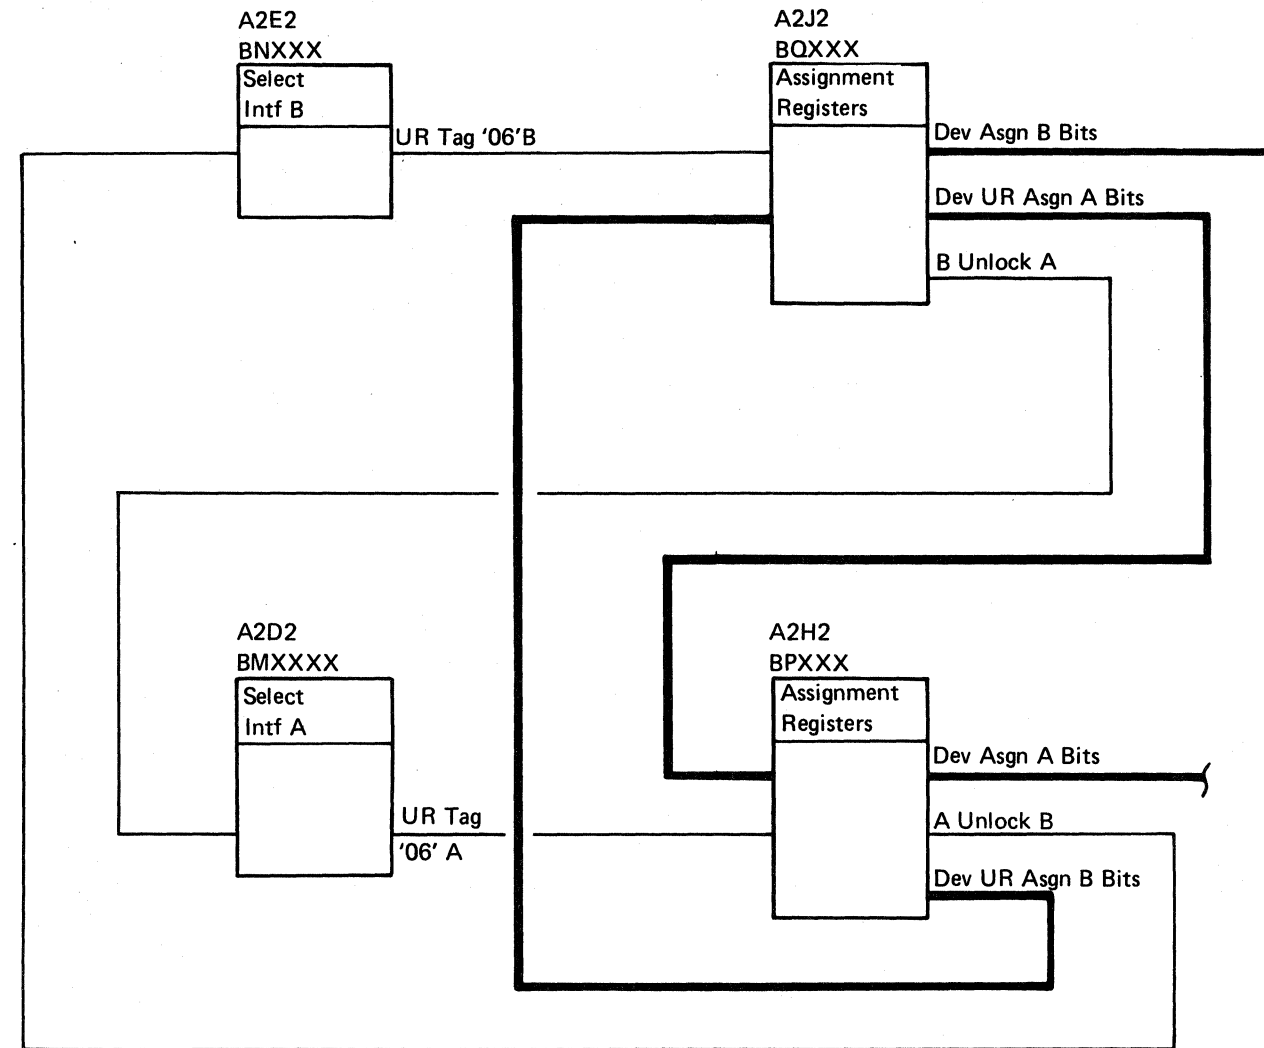 A2E2
BNXXX
Select
Intf B
UR Tag '06'B
A2J2
BQXXX
Assignment
Registers
Dev Asgn B Bits
Dev UR Asgn A Bits
B Unlock A
A2D2
BMXXXX
Select
Intf A
UR Tag
'06' A
A2H2
BPXXX
Assignment
Registers
Dev Asgn A Bits
A Unlock B
Dev UR Asgn B Bits